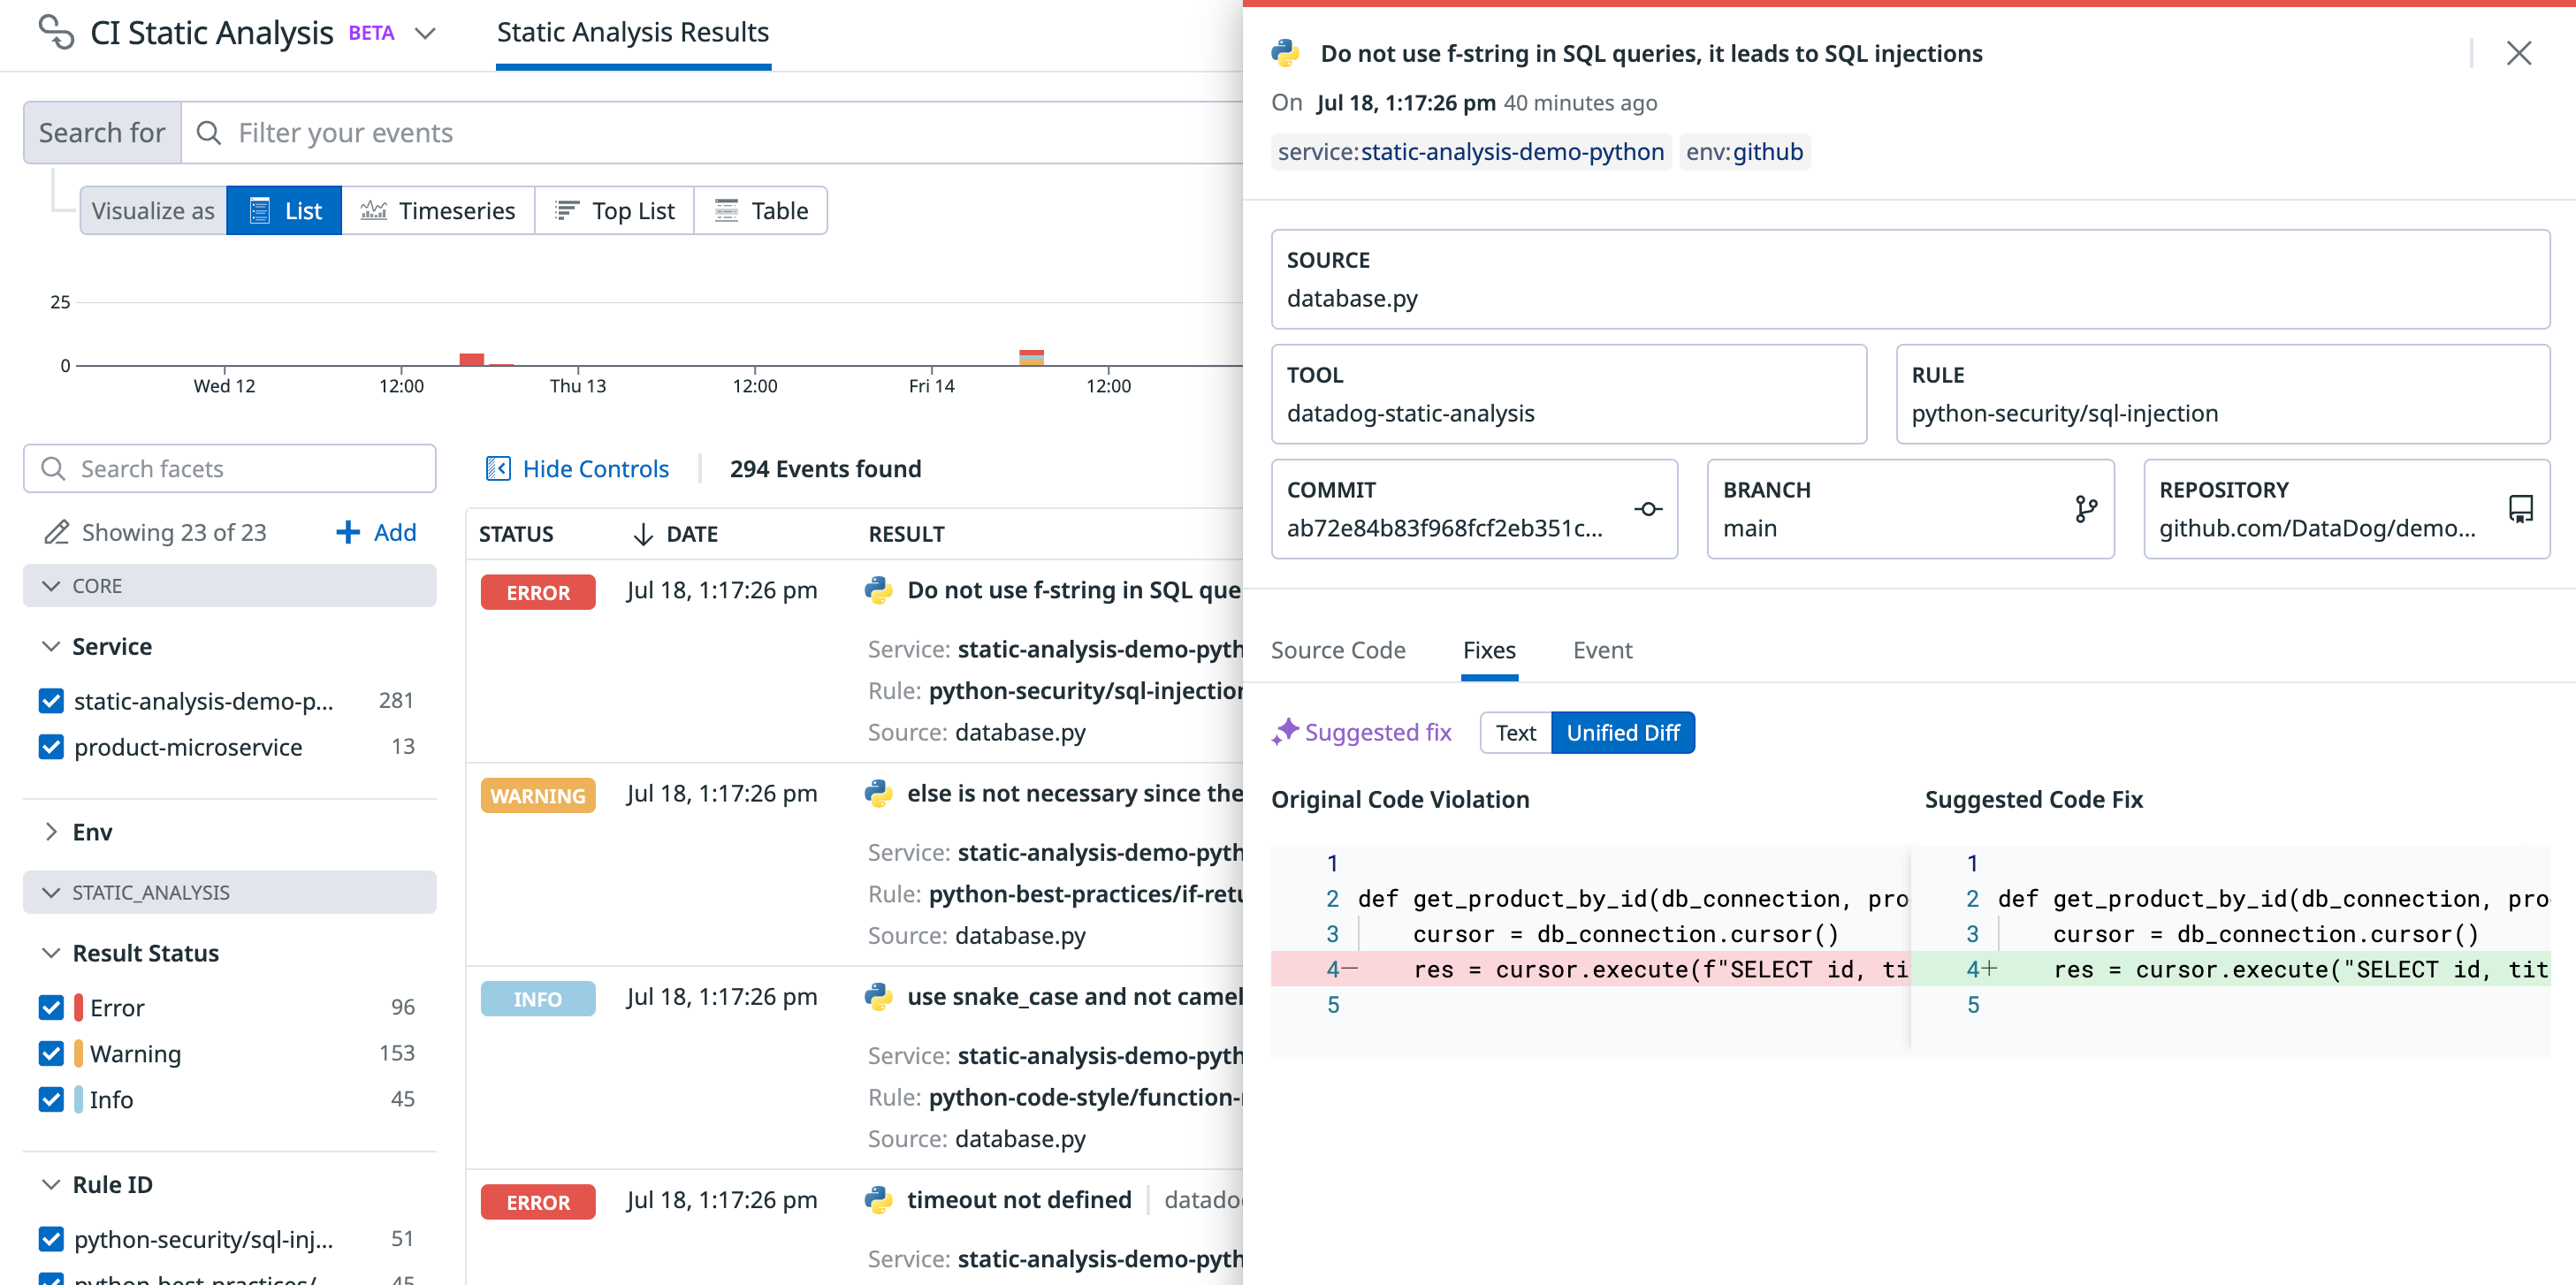 CI Static Analysis BETA
Static Analysis Results
Search for
Filter your events
Visualize as
List
Timeseries
Top List
Table
25
0
Wed 12
12:00
Thu 13
12:00
Fri 14
12:00
Search facets
Showing 23 of 23
Add
CORE
Service
static-analysis-demo-p... 281
product-microservice 13
Env
STATIC_ANALYSIS
Result Status
Error 96
Warning 153
Info 45
Rule ID
python-security/sql-inj... 51
python-best-practices/ 45
Hide Controls
294 Events found
STATUS DATE RESULT
ERROR Jul 18, 1:17:26 pm Do not use f-string in SQL que
Service: static-analysis-demo-pyth
Rule: python-security/sql-injection
Source: database.py
WARNING Jul 18, 1:17:26 pm else is not necessary since the
Service: static-analysis-demo-pyth
Rule: python-best-practices/if-retu
Source: database.py
INFO Jul 18, 1:17:26 pm use snake_case and not camel
Service: static-analysis-demo-pyth
Rule: python-code-style/function-
Source: database.py
ERROR Jul 18, 1:17:26 pm timeout not defined datado
Service: static-analysis-demo-pyth
Do not use f-string in SQL queries, it leads to SQL injections
On Jul 18, 1:17:26 pm 40 minutes ago
service:static-analysis-demo-python env:github
SOURCE
database.py
TOOL
datadog-static-analysis
RULE
python-security/sql-injection
COMMIT
ab72e84b83f968fcf2eb351c...
BRANCH
main
REPOSITORY
github.com/DataDog/demo...
Source Code
Fixes
Event
Suggested fix
Text
Unified Diff
Original Code Violation
1
2 def get_product_by_id(db_connection, pro
3 cursor = db_connection.cursor()
4— res = cursor.execute(f"SELECT id, ti
5
Suggested Code Fix
1
2 def get_product_by_id(db_connection, pro
3 cursor = db_connection.cursor()
4+ res = cursor.execute("SELECT id, tit
5